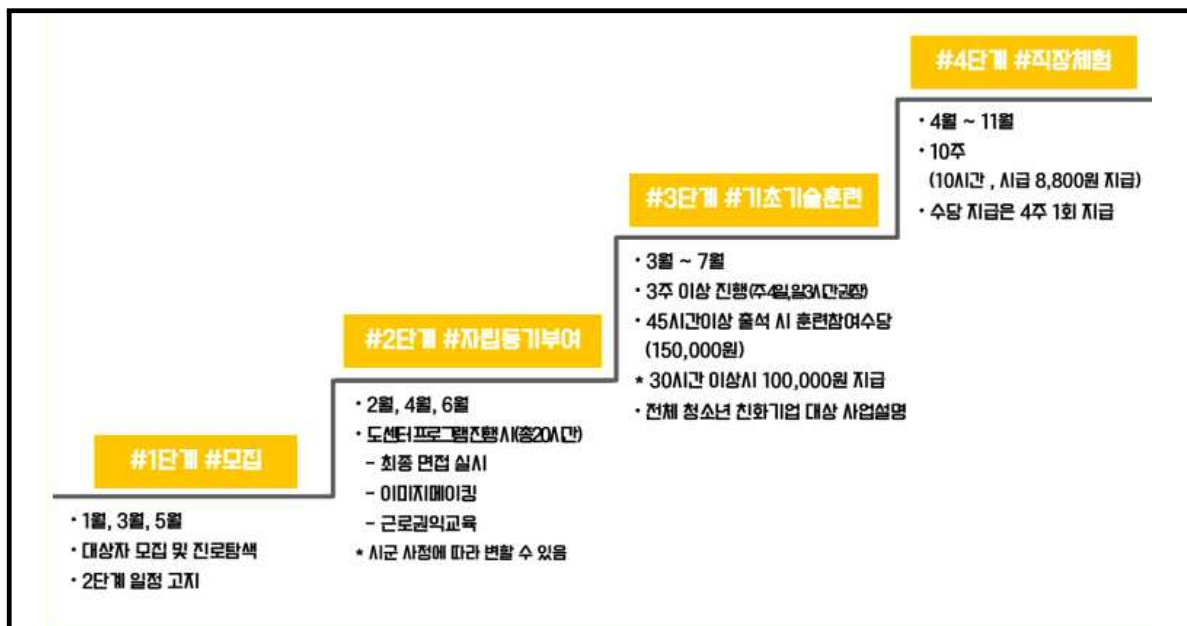 #1단계 #모집
• 1월, 3월, 5월
• 대상자 모집 및 진로탐색
• 2단계 일정 고지
#2단계 #자립동기부여
• 2월, 4월, 6월
• 도센터 프로그램 진행 시(총20시간)
- 최종 면접 실시
- 이미지메이킹
- 근로권익교육
* 시군 사정에 따라 변할 수 있음
#3단계 #기초기술훈련
• 3월 ~ 7월
• 3주 이상 진행(주4일,일3시간권장)
• 45시간이상 출석 시 훈련참여수당
(150,000원)
* 30시간 이상시 100,000원 지급
• 전체 청소년 친화기업 대상 사업설명
#4단계 #직장체험
• 4월 ~ 11월
• 10주
(10시간 , 시급 8,800원 지급)
• 수당 지급은 4주 1회 지급